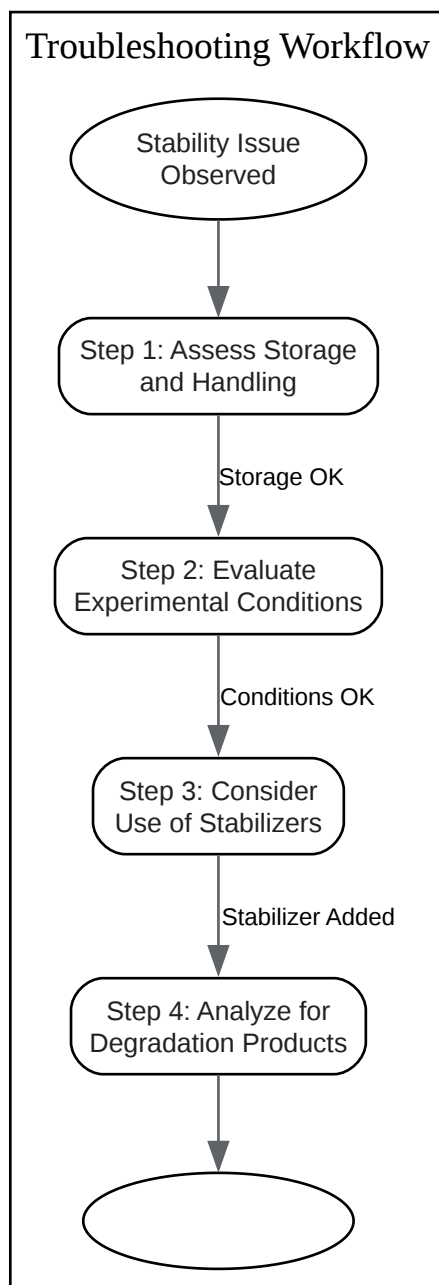 Troubleshooting Workflow
Stability Issue
Observed
Step 1: Assess Storage
and Handling
Storage OK
Step 2: Evaluate
Experimental Conditions
Conditions OK
Step 3: Consider
Use of Stabilizers
Stabilizer Added
Step 4: Analyze for
Degradation Products